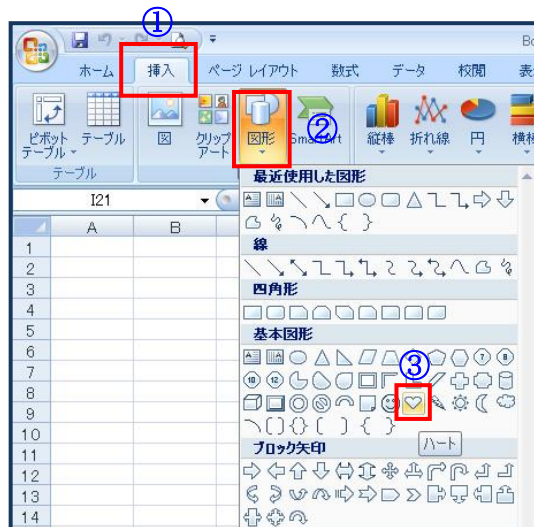 ①
Bo
ホーム 挿入 ページ レイアウト 数式 データ 校閲 表
ピボット テーブル テーブル 図 クリップ アート 図形 SmartArt 縦棒 折れ線 円 横棒
②
テーブル
最近使用した図形
I21
A B
線
四角形
基本図形
③
ハート
ブロック矢印
1
2
3
4
5
6
7
8
9
10
11
12
13
14